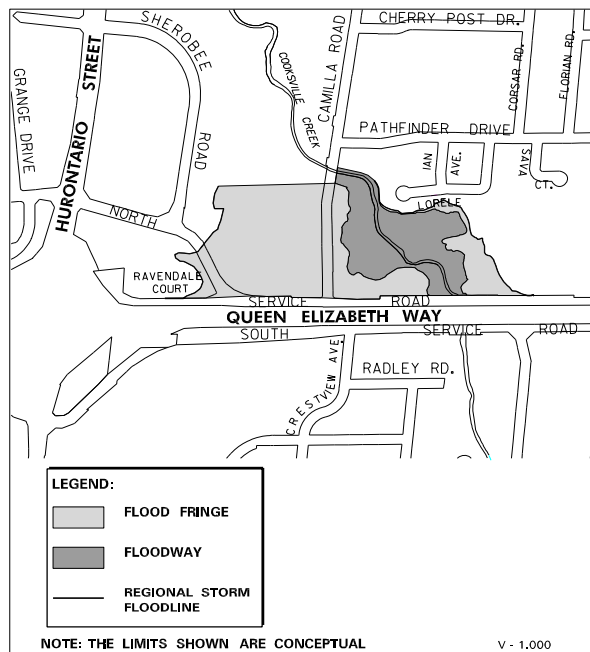 SHEROBEE
ROAD
GRANGE DRIVE
HURONTARIO STREET
COOKSVILLE
CREEK
CAMILLA ROAD
CHERRY POST DR.
CORSAR RD.
FLORIAN RD.
PATHFINDER DRIVE
IAN
AVE.
SAVA
CT.
LORELE
NORTH
RAVENDALE
COURT
SERVICE ROAD
QUEEN ELIZABETH WAY
SOUTH SERVICE ROAD
CRESTVIEW AVE.
RADLEY RD.
LEGEND:
FLOOD FRINGE
FLOODWAY
REGIONAL STORM
FLOODLINE
NOTE: THE LIMITS SHOWN ARE CONCEPTUAL
V - 1.000